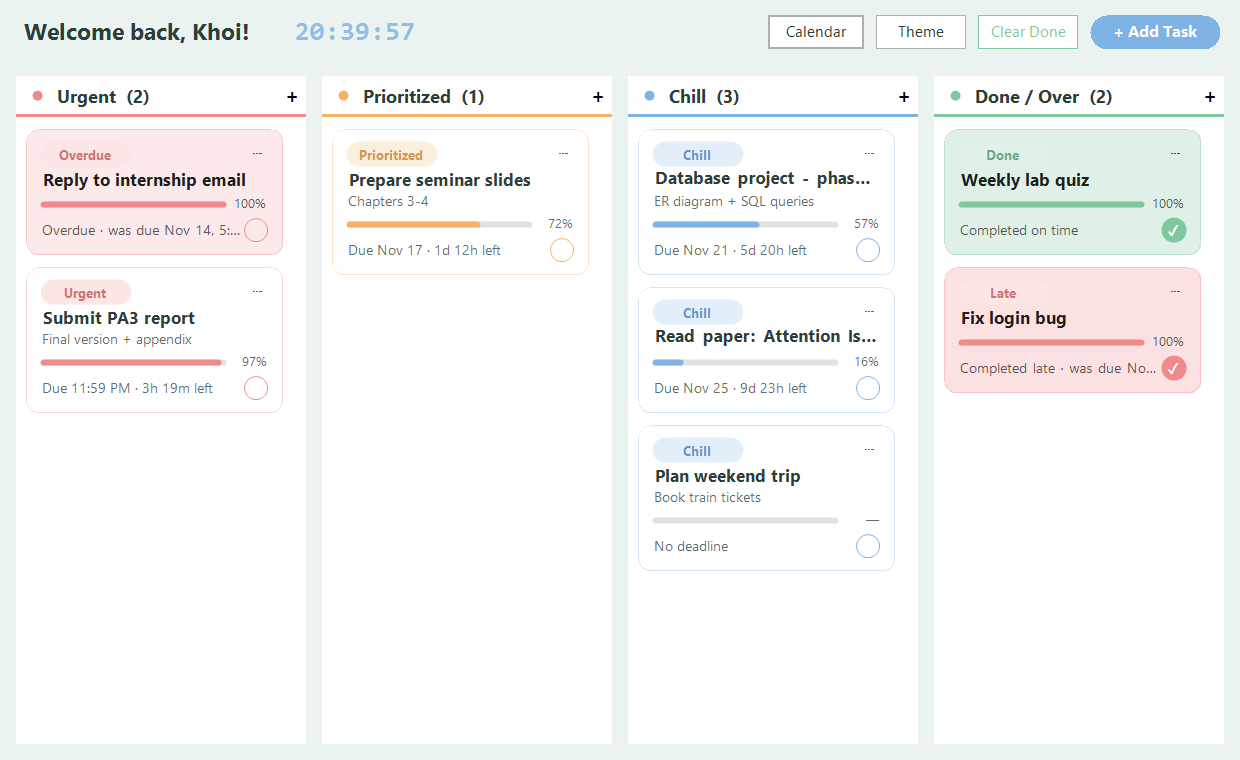 Welcome back, Khoi!
20:39:57
Calendar
Theme
Clear Done
+ Add Task
Urgent (2)
+
Overdue
...
Reply to internship email
100%
Overdue · was due Nov 14, 5:...
Urgent
...
Submit PA3 report
Final version + appendix
97%
Due 11:59 PM · 3h 19m left
Prioritized (1)
+
Prioritized
...
Prepare seminar slides
Chapters 3-4
72%
Due Nov 17 · 1d 12h left
Chill (3)
+
Chill
...
Database project - phas...
ER diagram + SQL queries
57%
Due Nov 21 · 5d 20h left
Chill
...
Read paper: Attention Is...
16%
Due Nov 25 · 9d 23h left
Chill
...
Plan weekend trip
Book train tickets
—
No deadline
Done / Over (2)
+
Done
...
Weekly lab quiz
100%
Completed on time
✓
Late
...
Fix login bug
100%
Completed late · was due No...
✓